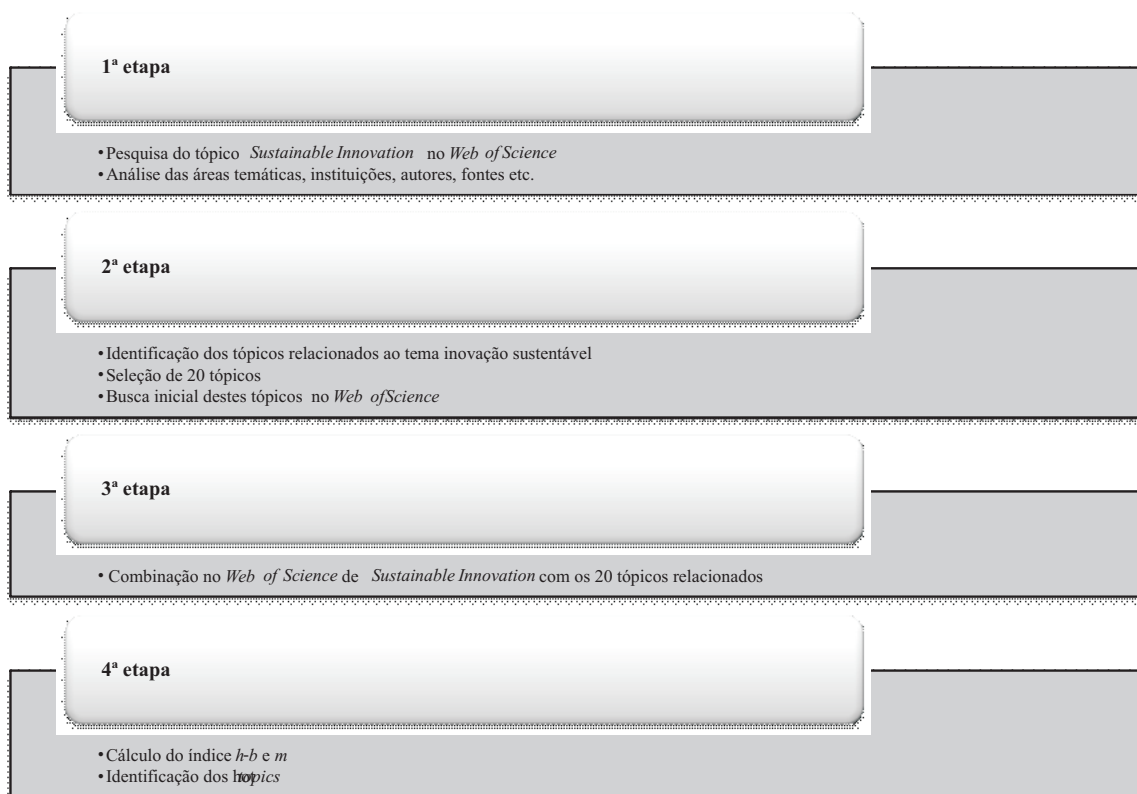 1ª etapa
• Pesquisa do tópico Sustainable Innovation no Web of Science
• Análise das áreas temáticas, instituições, autores, fontes etc.
2ª etapa
• Identificação dos tópicos relacionados ao tema inovação sustentável
• Seleção de 20 tópicos
• Busca inicial destes tópicos no Web ofScience
3ª etapa
• Combinação no Web of Science de Sustainable Innovation com os 20 tópicos relacionados
4ª etapa
• Cálculo do índice h-b e m
• Identificação dos hot topics